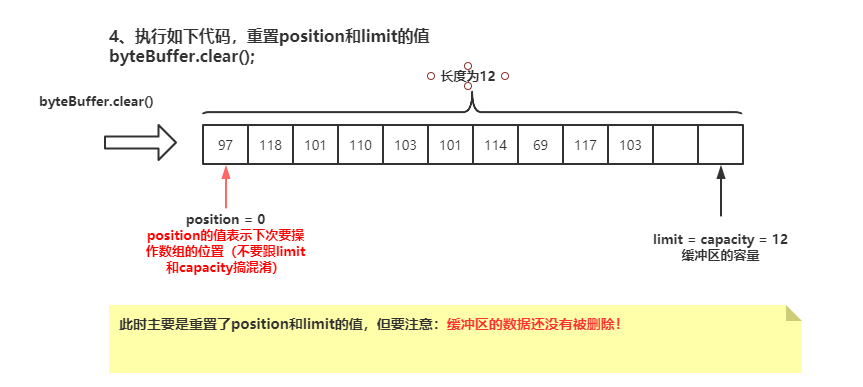 4、执行如下代码，重置position和limit的值
byteBuffer.clear();
长度为12
byteBuffer.clear()
97 118 101 110 103 101 114 69 117 103
position = 0
position的值表示下次要操
作数组的位置（不要跟limit
和capacity搞混淆）
limit = capacity = 12
缓冲区的容量
此时主要是重置了position和limit的值，但要注意：缓冲区的数据还没有被删除！